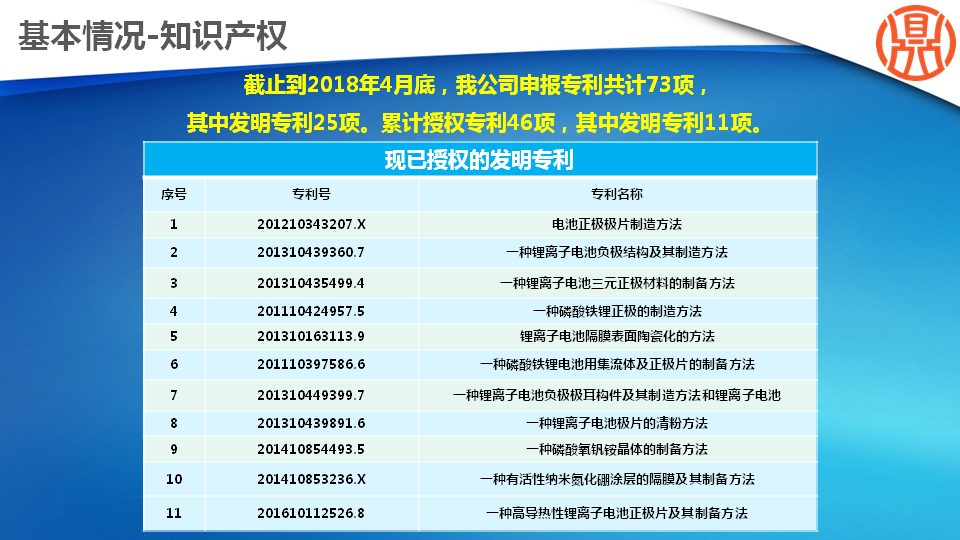 基本情况-知识产权
鼎
截止到2018年4月底，我公司申报专利共计73项，
其中发明专利25项。累计授权专利46项，其中发明专利11项。
现已授权的发明专利
序号 专利号 专利名称
1 201210343207.X 电池正极极片制造方法
2 201310439360.7 一种锂离子电池负极结构及其制造方法
3 201310435499.4 一种锂离子电池三元正极材料的制备方法
4 201110424957.5 一种磷酸铁锂正极的制造方法
5 201310163113.9 锂离子电池隔膜表面陶瓷化的方法
6 201110397586.6 一种磷酸铁锂电池用集流体及正极片的制备方法
7 201310449399.7 一种锂离子电池负极极耳构件及其制造方法和锂离子电池
8 201310439891.6 一种锂离子电池极片的清粉方法
9 201410854493.5 一种磷酸氧钒铵晶体的制备方法
10 201410853236.X 一种有活性纳米氮化硼涂层的隔膜及其制备方法
11 201610112526.8 一种高导热性锂离子电池正极片及其制备方法